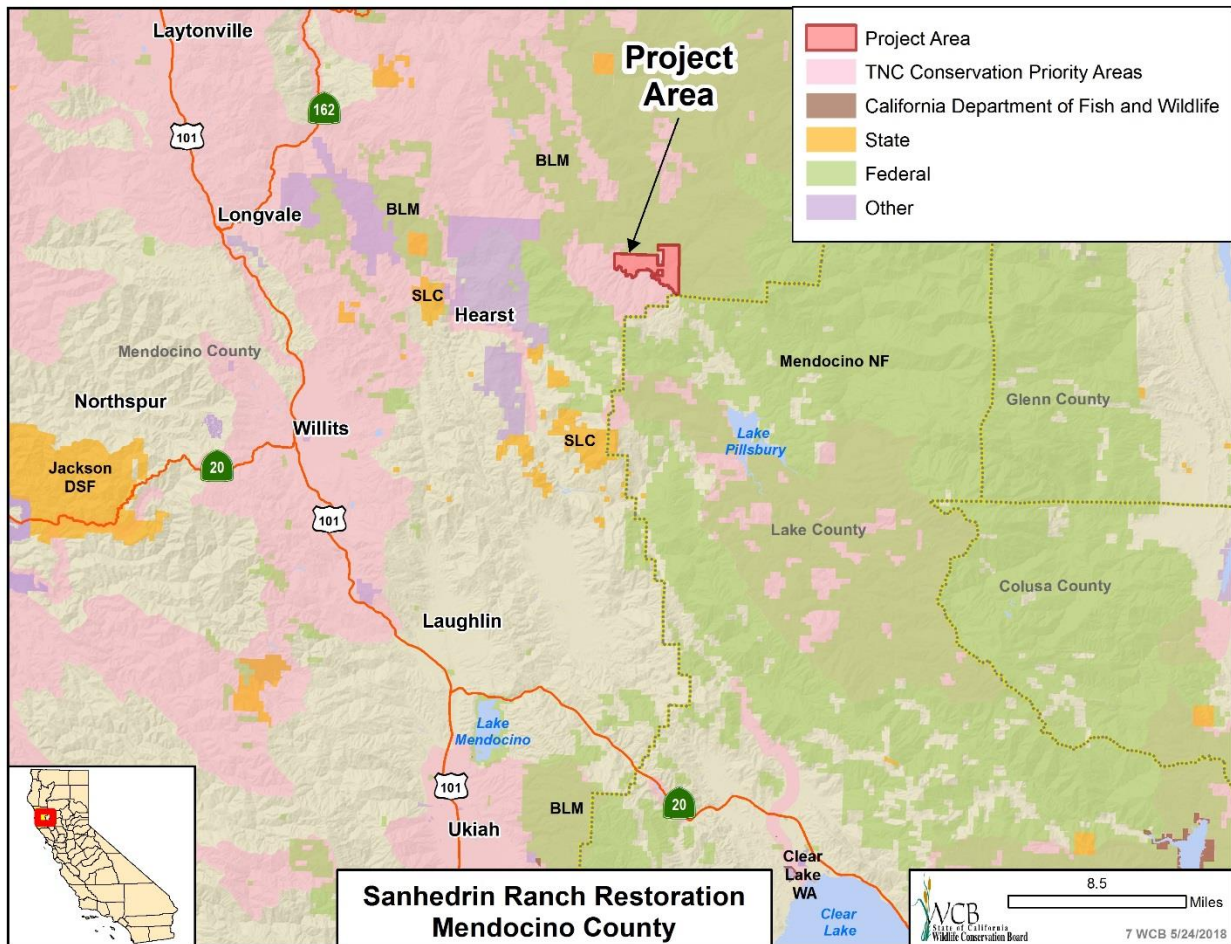 Laytonville
162
101
Longvale
BLM
BLM
Project
Area
SLC
Hearst
Mendocino County
Northspur
Willits
SLC
Jackson
DSF
20
101
Mendocino NF
Glenn County
Lake
Pillsbury
Lake County
Colusa County
Laughlin
Lake
Mendocino
101
Ukiah
BLM
20
Clear
Lake
WA
Clear
Lake
Project Area
TNC Conservation Priority Areas
California Department of Fish and Wildlife
State
Federal
Other
Sanhedrin Ranch Restoration
Mendocino County
WCB
State of California
Wildlife Conservation Board
8.5
Miles
7 WCB 5/24/2018